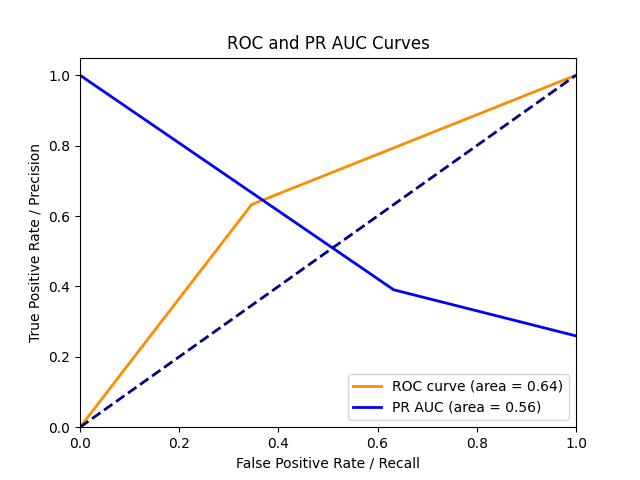 ROC and PR AUC Curves
True Positive Rate / Precision
1.0
0.8
0.6
0.4
0.2
0.0
0.0 0.2 0.4 0.6 0.8 1.0
False Positive Rate / Recall
ROC curve (area = 0.64)
PR AUC (area = 0.56)